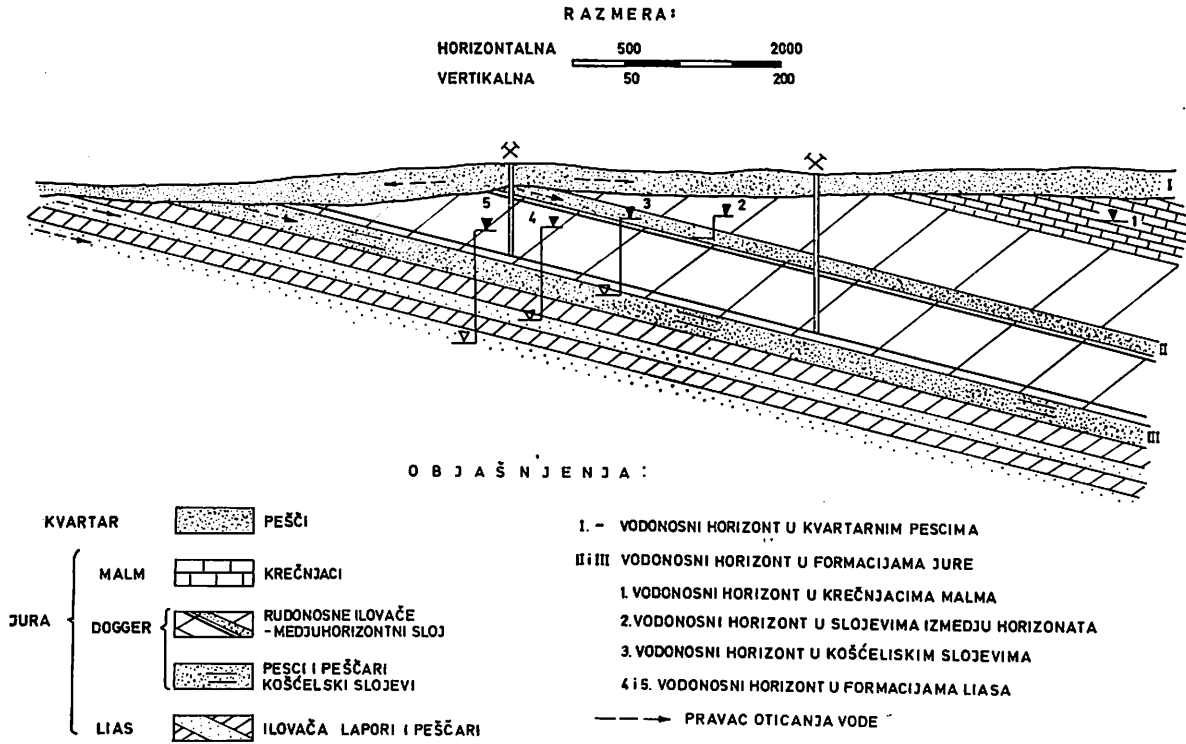 RAZMERA:
HORIZONTALNA 500 2000
VERTIKALNA 50 200
I
5 4 3 2 1
II
III
OBJAŠNJENJA:
KVARTAR PEŠČI
JURA
MALM KREČNJACI
DOGGER RUDONOSNE ILOVAČE
-MEDJUHORIZONTNI SLOJ
PESCI I PEŠČARI
KOŠĆELSKI SLOJEVI
LIAS ILOVAČA LAPORI I PEŠČARI
I. - VODONOSNI HORIZONT U KVARTARNIM PESCIMA
II i III VODONOSNI HORIZONT U FORMACIJAMA JURE
1. VODONOSNI HORIZONT U KREČNJACIMA MALMA
2. VODONOSNI HORIZONT U SLOJEVIMA IZMEDJU HORIZONATA
3. VODONOSNI HORIZONT U KOŠĆELISKIM SLOJEVIMA
4 i 5. VODONOSNI HORIZONT U FORMACIJAMA LIASA
PRAVAC OTICANJA VODE